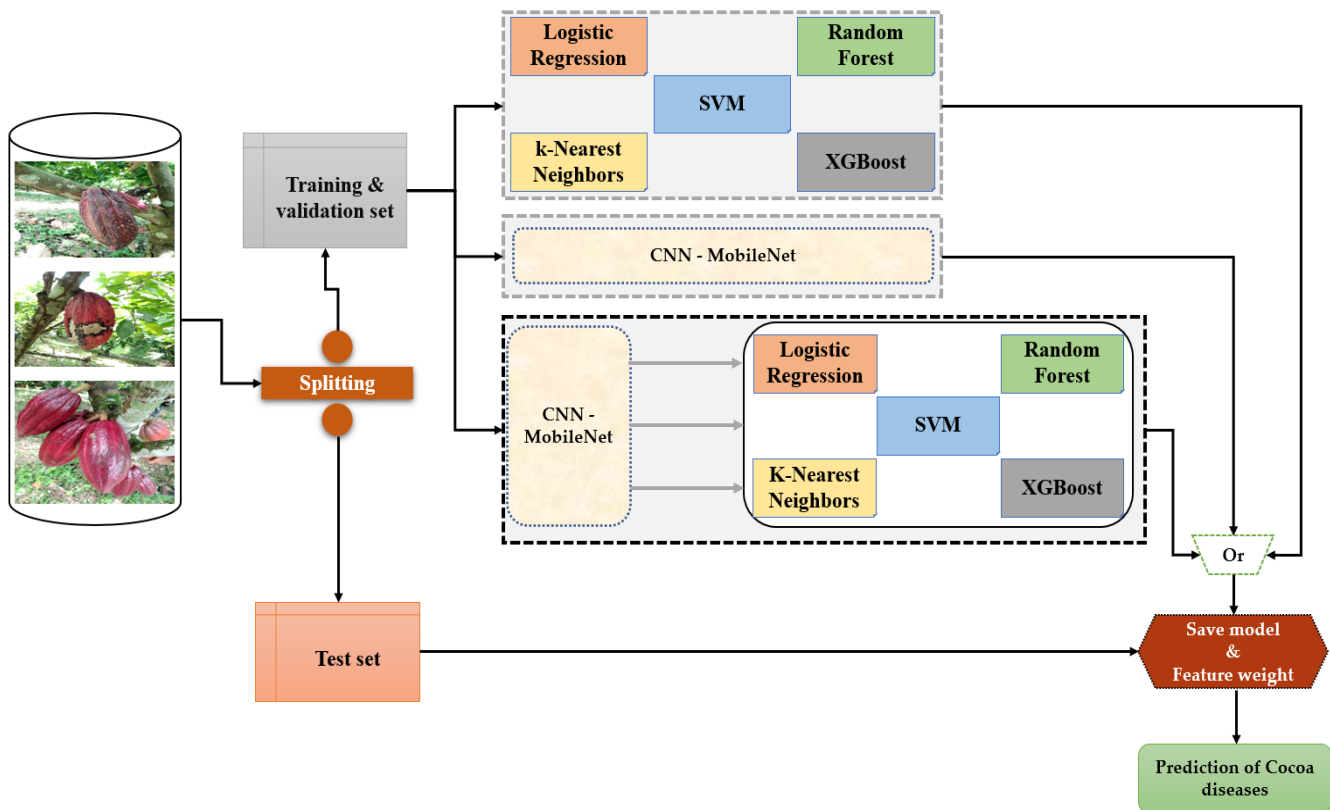 Logistic
Regression
Random
Forest
SVM
k-Nearest
Neighbors
XGBoost
Training &
validation set
CNN - MobileNet
Splitting
CNN -
MobileNet
Logistic
Regression
Random
Forest
SVM
K-Nearest
Neighbors
XGBoost
Or
Test set
Save model
&
Feature weight
Prediction of Cocoa
diseases